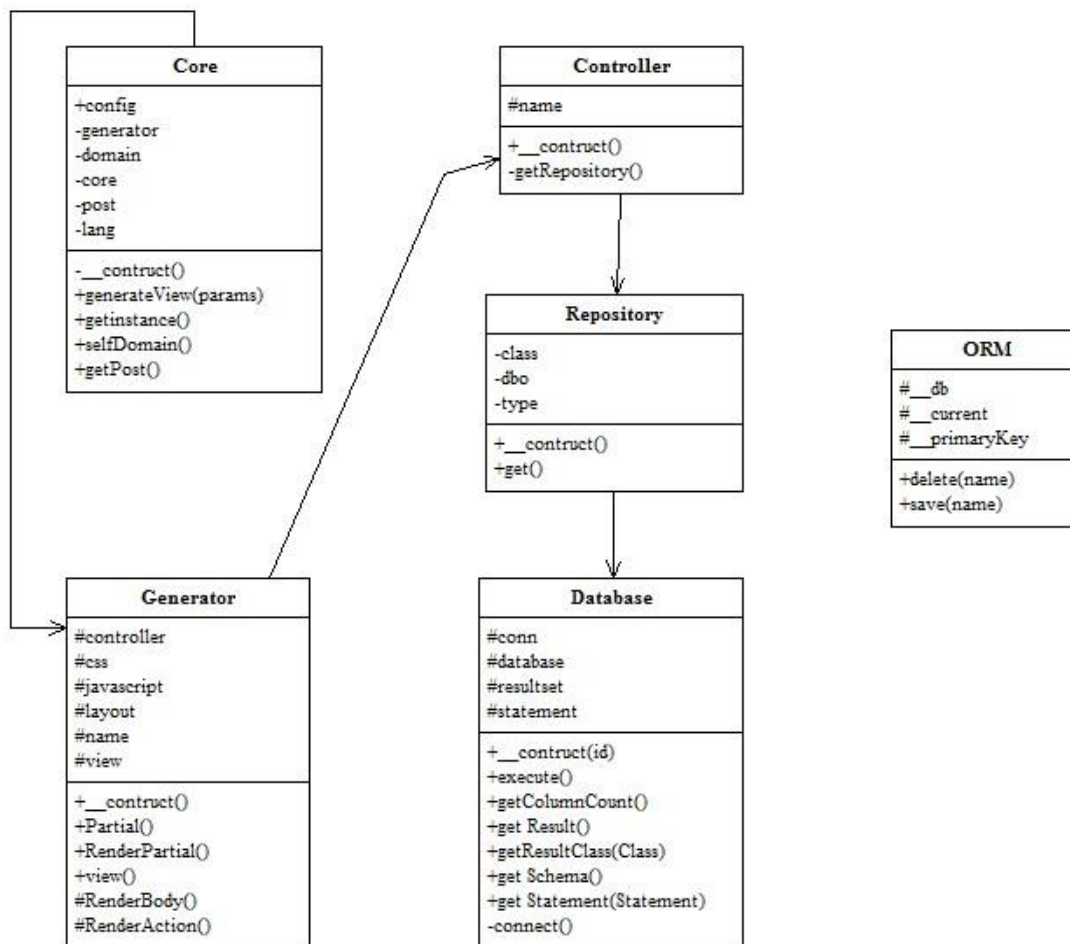 Core
+config
-generator
-domain
-core
-post
-lang
-__contruct()
+generateView(params)
+getinstance()
+selfDomain()
+getPost()
Controller
#name
+__contruct()
-getRepository()
Repository
-class
-dbo
-type
+__contruct()
+get()
ORM
#__db
#__current
#__primaryKey
+delete(name)
+save(name)
Generator
#controller
#css
#javascript
#layout
#name
#view
+__contruct()
+Partial()
+RenderPartial()
+view()
#RenderBody()
#RenderAction()
Database
#conn
#database
#resultset
#statement
+__contruct(id)
+execute()
+getColumnCount()
+get Result()
+getResultClass(Class)
+get Schema()
+get Statement(Statement)
-connect()